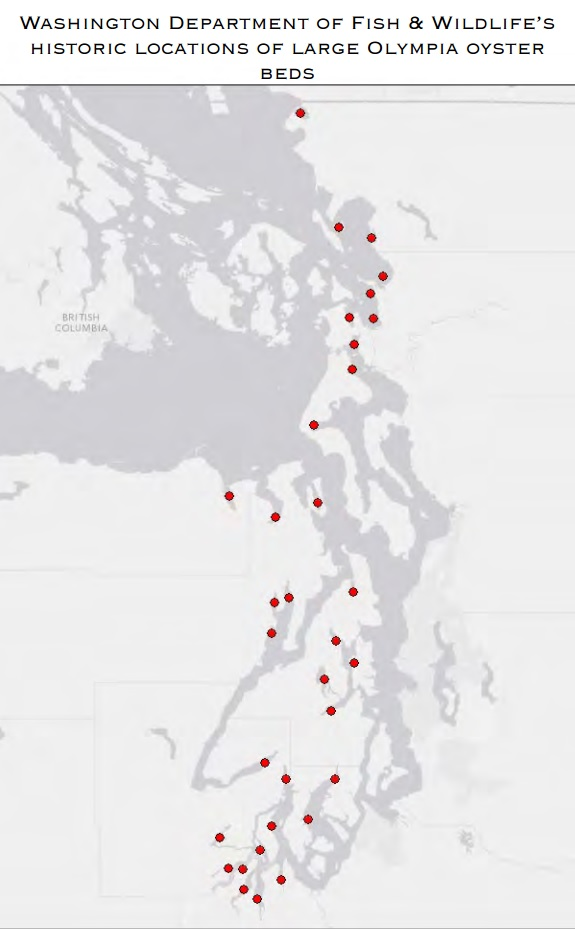 Washington Department of Fish & Wildlife's
historic locations of large Olympia oyster
beds
BRITISH
COLUMBIA